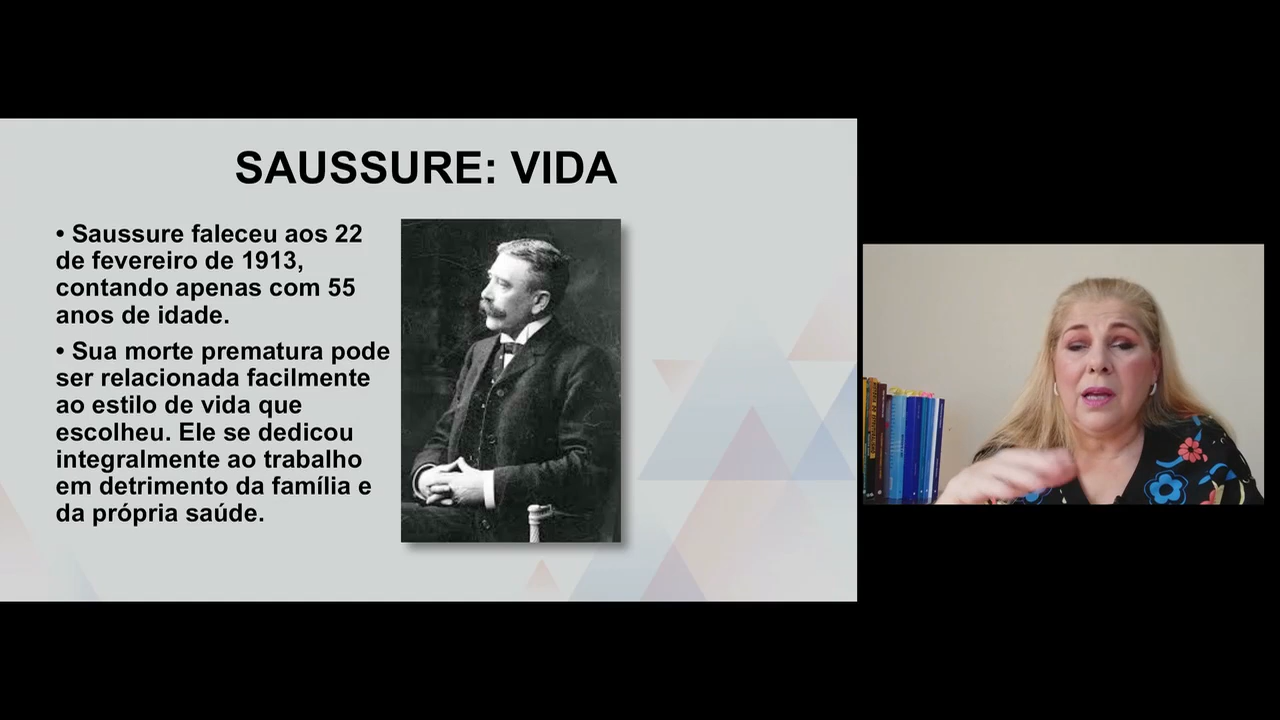 SAUSSURE: VIDA
• Saussure faleceu aos 22
de fevereiro de 1913,
contando apenas com 55
anos de idade.
• Sua morte prematura pode
ser relacionada facilmente
ao estilo de vida que
escolheu. Ele se dedicou
integralmente ao trabalho
em detrimento da família e
da própria saúde.